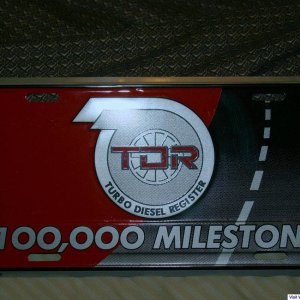 TDR
TURBO DIESEL REGISTER
100,000 MILESTON